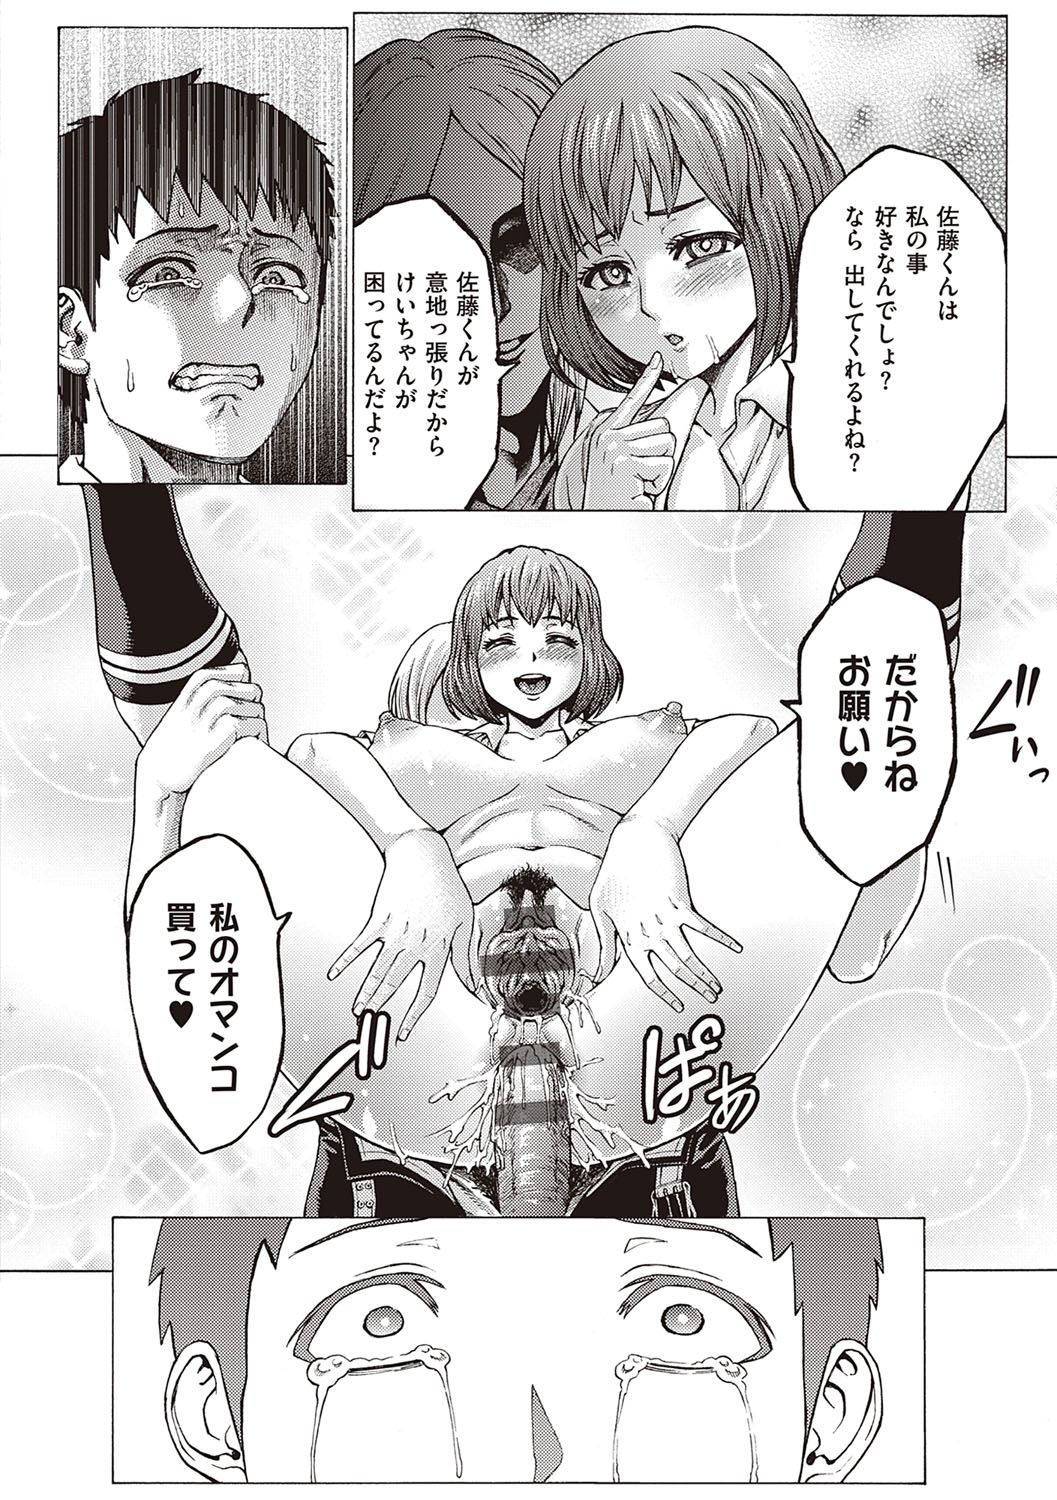 佐藤くんは
私の事
好きなんでしょ？
なら 出してくれるよね？
佐藤くんが
意地っ張りだから
けいちゃんが
困ってるんだよ？
だからね
お願い♥
ぐいっ
私のオマンコ
買って♥
ぱぁ